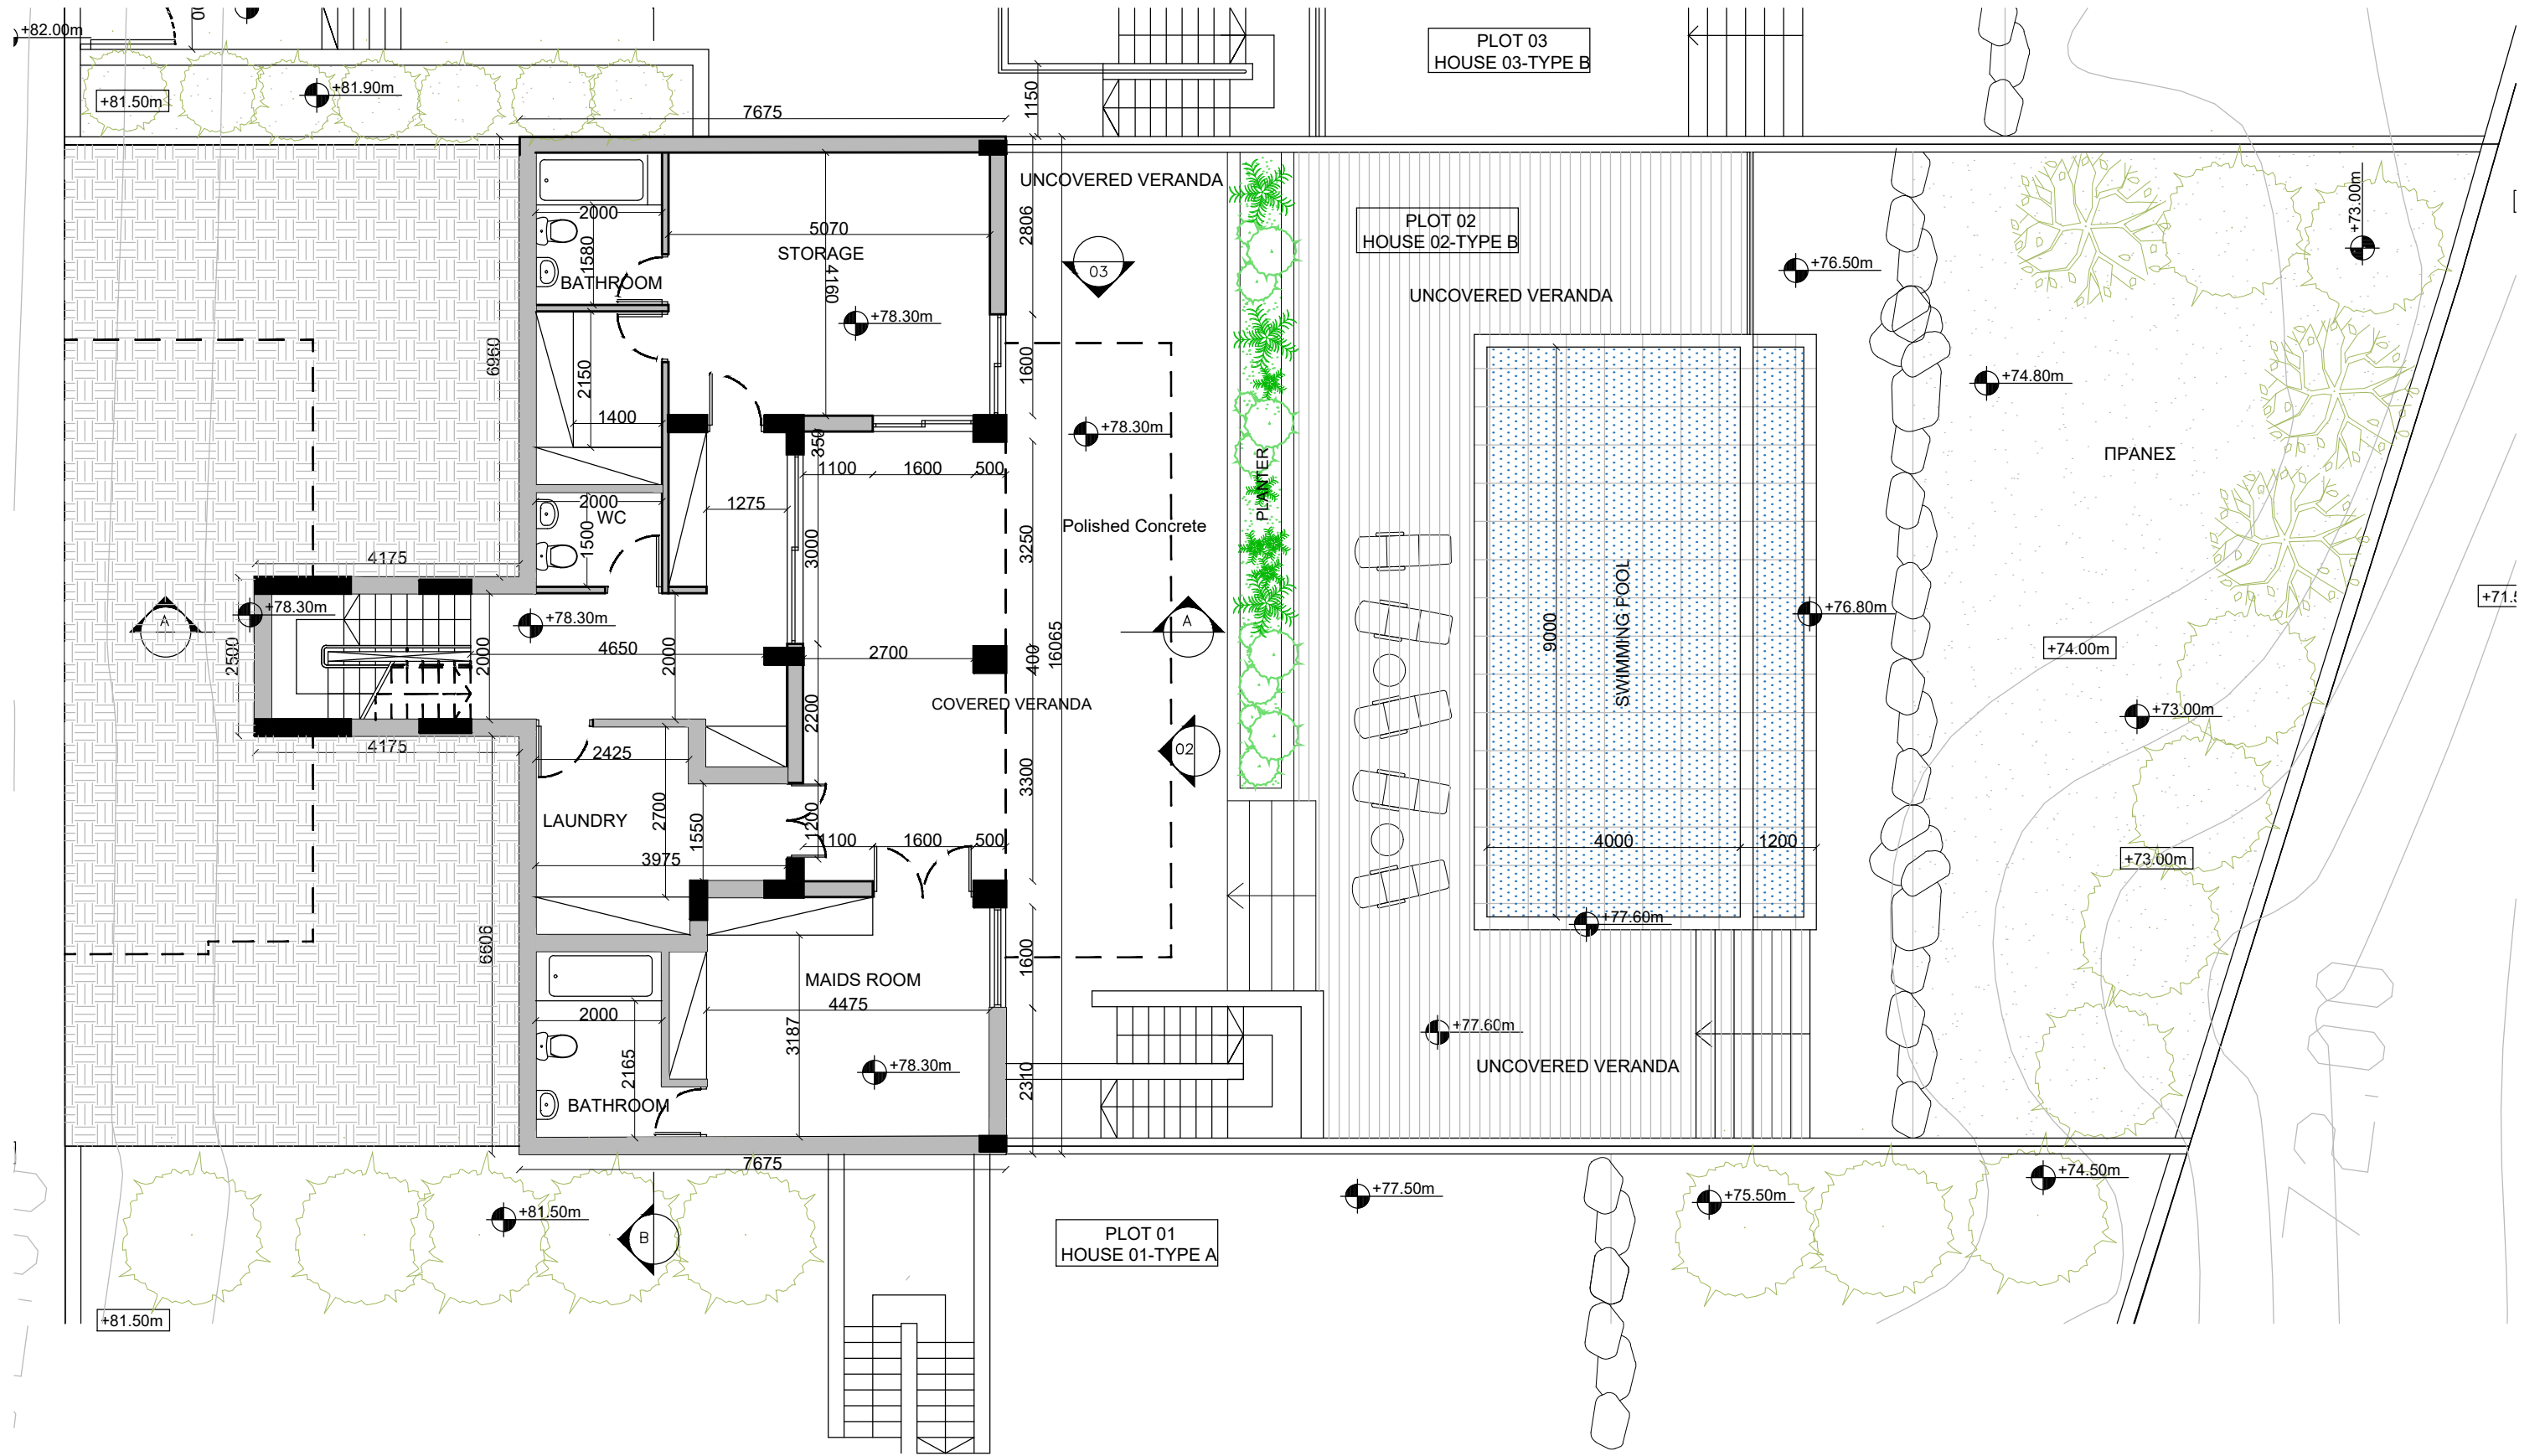 +82.00m
PLOT 03
HOUSE 03-TYPE B
+81.50m
+81.90m
7675
1150
UNCOVERED VERANDA
2806
2000
5070
STORAGE
1580
BATHROOM
4160
03
PLOT 02
HOUSE 02-TYPE B
+73.00m
+76.50m
UNCOVERED VERANDA
+78.30m
6960
2150
1600
1400
+74.80m
350
+78.30m
ΠΡΑΝΕΣ
1100
1600
500
PLANTER
2000
WC
1275
1500
3000
3250
Polished Concrete
4175
+78.30m
+78.30m
A
A
+76.80m
2500
2000
4650
2000
2700
400
16065
9000
SWIMMING POOL
+74.00m
COVERED VERANDA
2200
+73.00m
4175
2425
02
3300
LAUNDRY
2700
1550
1200
1100
1600
500
4000
1200
3975
+73.00m
+77.60m
6606
1600
MAIDS ROOM
4475
2000
3187
+77.60m
2165
+78.30m
2310
UNCOVERED VERANDA
BATHROOM
7675
+74.50m
+77.50m
+75.50m
+81.50m
B
PLOT 01
HOUSE 01-TYPE A
+81.50m